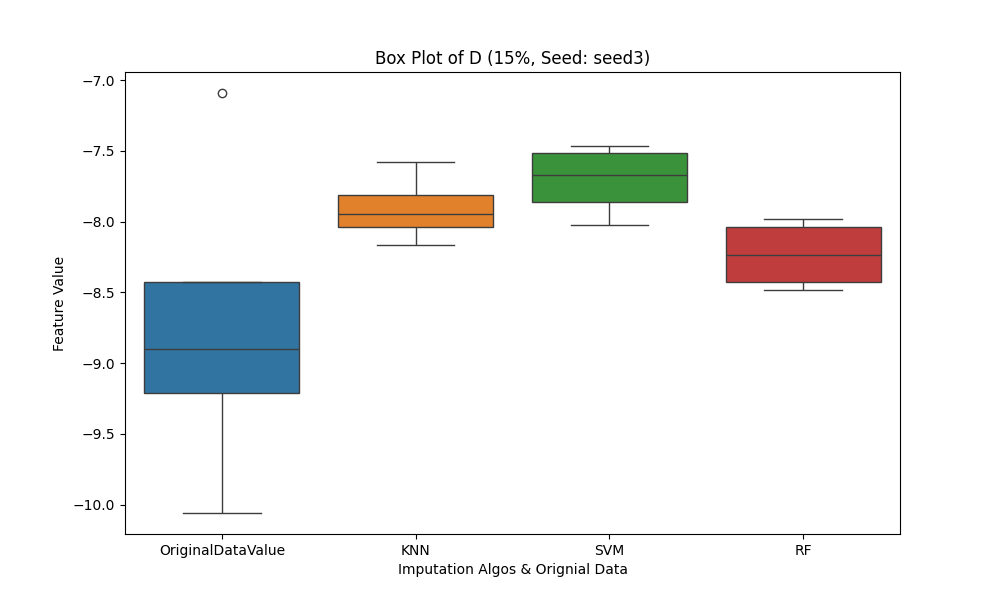 Box Plot of D (15%, Seed: seed3)
−7.0
−7.5
−8.0
−8.5
−9.0
−9.5
−10.0
Feature Value
OriginalDataValue
KNN
SVM
RF
Imputation Algos & Orignial Data